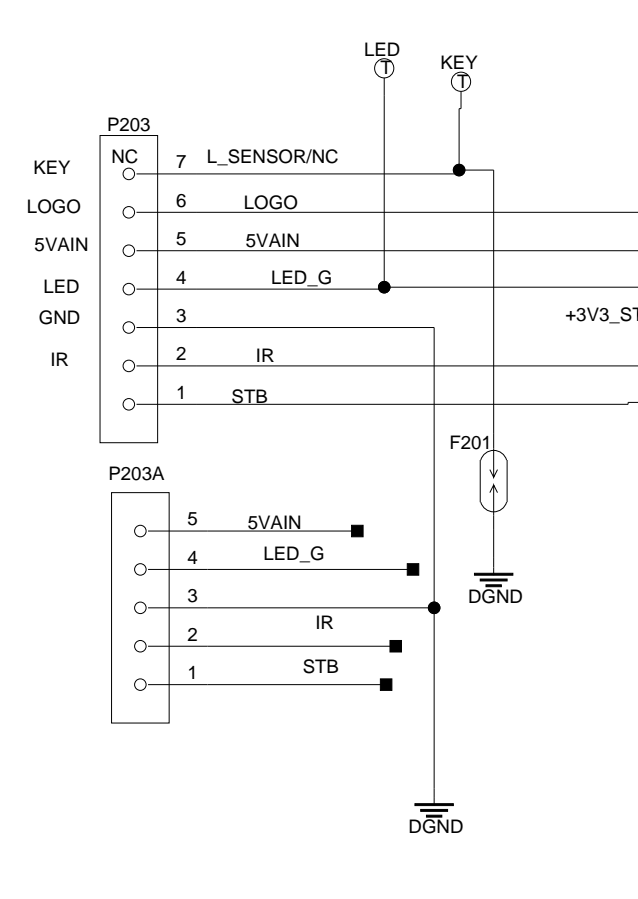 LED
T
KEY
T
P203
NC
KEY 7 L_SENSOR/NC
LOGO 6 LOGO
5VAIN 5 5VAIN
LED 4 LED_G
GND 3
+3V3_ST
IR 2 IR
1 STB
F201
P203A
5 5VAIN
4 LED_G
3
DGND
IR
2
1 STB
DGND